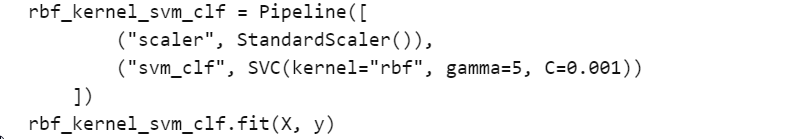 rbf_kernel_svm_clf = Pipeline([
("scaler", StandardScaler()),
("svm_clf", SVC(kernel="rbf", gamma=5, C=0.001))
])
rbf_kernel_svm_clf.fit(X, y)